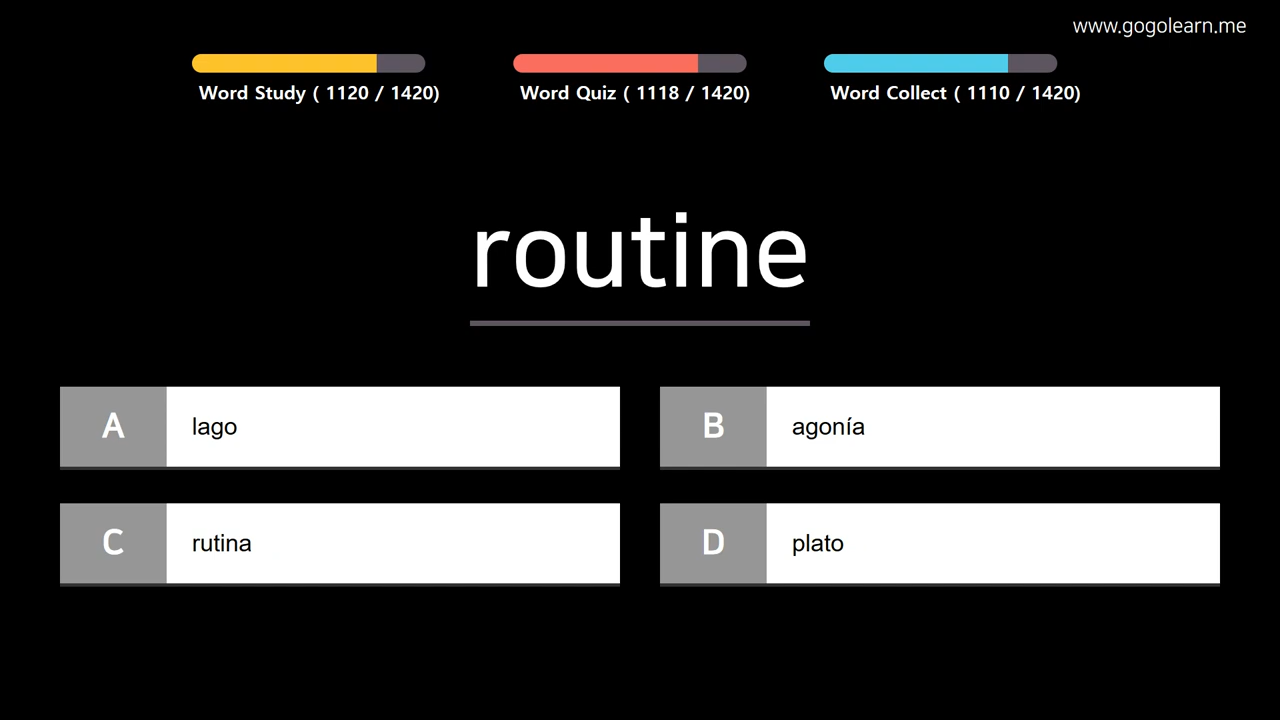 www.gogolearn.me
Word Study ( 1120 / 1420)
Word Quiz ( 1118 / 1420)
Word Collect ( 1110 / 1420)
routine
A lago
B agonía
C rutina
D plato